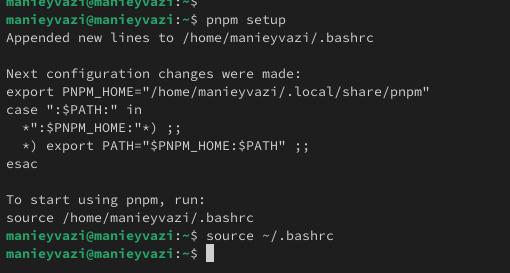 manieyvazi@manieyvazi:~$
manieyvazi@manieyvazi:~$ pnpm setup
Appended new lines to /home/manieyvazi/.bashrc
Next configuration changes were made:
export PNPM_HOME="/home/manieyvazi/.local/share/pnpm"
case ":$PATH:" in
  *":$PNPM_HOME:"*) ;;
  *) export PATH="$PNPM_HOME:$PATH" ;;
esac
To start using pnpm, run:
source /home/manieyvazi/.bashrc
manieyvazi@manieyvazi:~$ source ~/.bashrc
manieyvazi@manieyvazi:~$